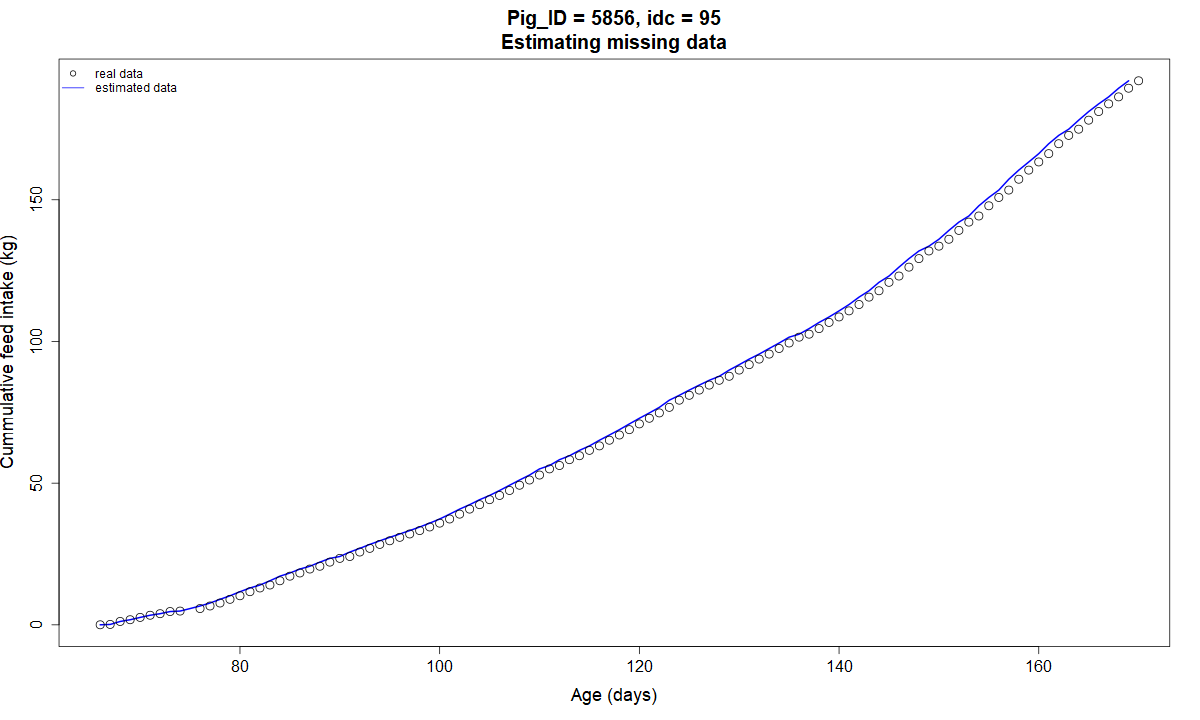 Pig_ID = 5856, idc = 95
Estimating missing data
real data
estimated data
Cummulative feed intake (kg)
150
100
50
0
80 100 120 140 160
Age (days)